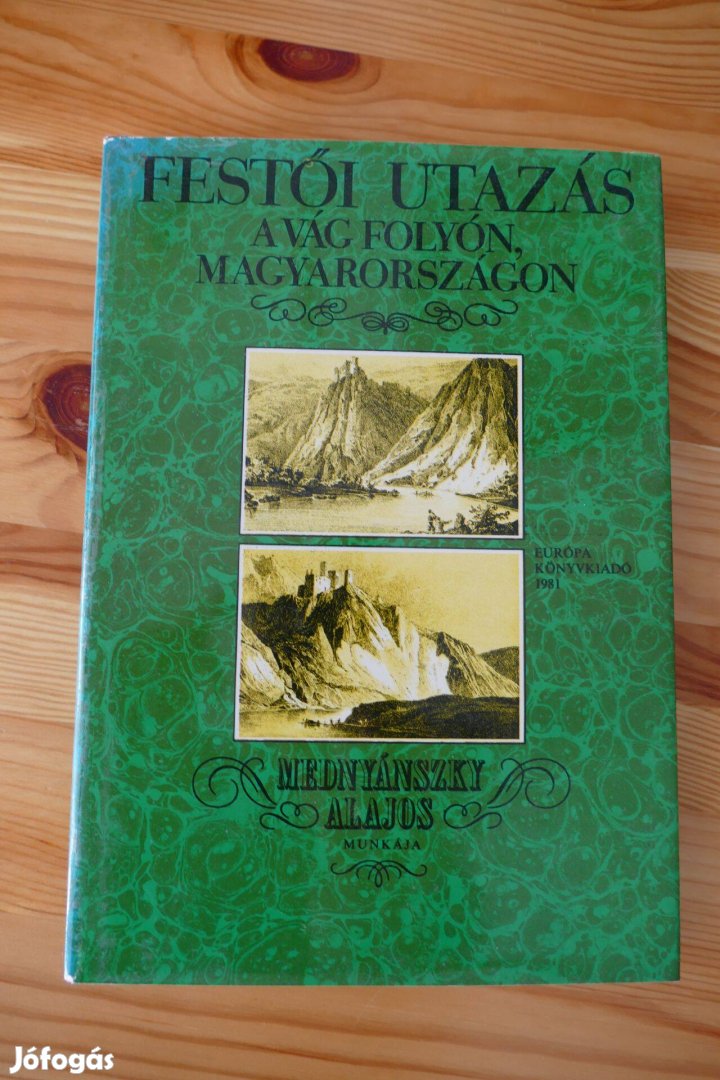 FESTŐI UTAZÁS
A VÁG FOLYÓN,
MAGYARORSZÁGON
EURÓPA
KÖNYVKIADÓ
1981
MEDNYÁNSZKY
ALAJOS
MUNKÁJA
Jófogás